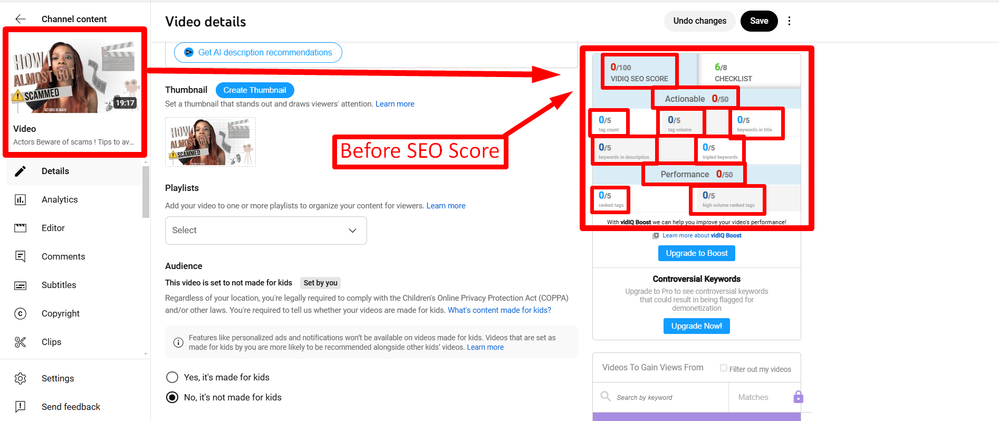 Channel content
HOW I
ALMOST GOT
SCAMMED
ACTORS BEWARE
19:17
Video
Actors Beware of scams ! Tips to av...
Details
Analytics
Editor
Comments
Subtitles
Copyright
Clips
Settings
Send feedback
Video details
Undo changes
Save
Get AI description recommendations
Thumbnail
Create Thumbnail
Set a thumbnail that stands out and draws viewers' attention. Learn more
HOW I
ALMOST GOT
SCAMMED
ACTORS BEWARE
Before SEO Score
Playlists
Add your video to one or more playlists to organize your content for viewers. Learn more
Select
Audience
This video is set to not made for kids Set by you
Regardless of your location, you're legally required to comply with the Children's Online Privacy Protection Act (COPPA)
and/or other laws. You're required to tell us whether your videos are made for kids. What's content made for kids?
Features like personalized ads and notifications won't be available on videos made for kids. Videos that are set as
made for kids by you are more likely to be recommended alongside other kids' videos. Learn more
Yes, it's made for kids
No, it's not made for kids
0/100
VIDIQ SEO SCORE
6/8
CHECKLIST
Actionable 0/50
0/5
tag count
0/5
tag volume
0/5
keywords in title
0/5
keywords in description
0/5
tripled keywords
Performance 0/50
0/5
ranked tags
0/5
high volume ranked tags
With vidIQ Boost we can help you improve your video's performance!
Learn more about vidIQ Boost
Upgrade to Boost
Controversial Keywords
Upgrade to Pro to see controversial keywords
that could result in being flagged for
demonetization
Upgrade Now!
Videos To Gain Views From
Filter out my videos
Search by keyword
Matches